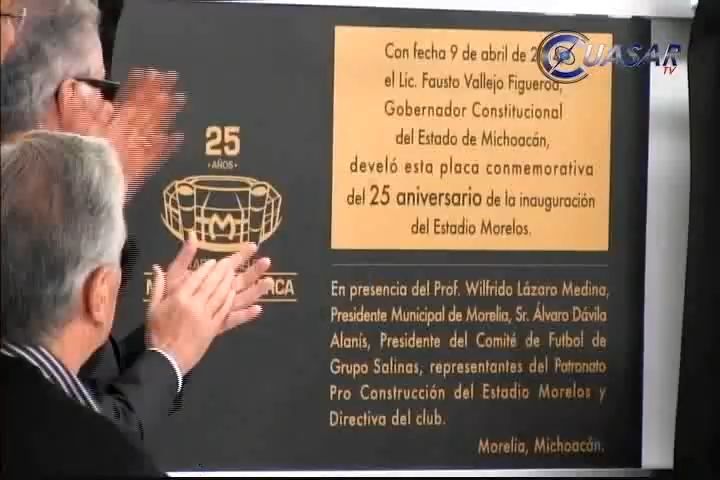 CUASAR
TV
Con fecha 9 de abril de
el Lic. Fausto Vallejo Figueroa,
Gobernador Constitucional
del Estado de Michoacán,
develó esta placa conmemorativa
del 25 aniversario de la inauguración
del Estadio Morelos.
25
·AÑOS·
M
En presencia del Prof. Wilfrido Lázaro Medina,
Presidente Municipal de Morelia, Sr. Álvaro Dávila
Alanís, Presidente del Comité de Futbol de
Grupo Salinas, representantes del Patronato
Pro Construcción del Estadio Morelos y
Directiva del club.
Morelia, Michoacán.